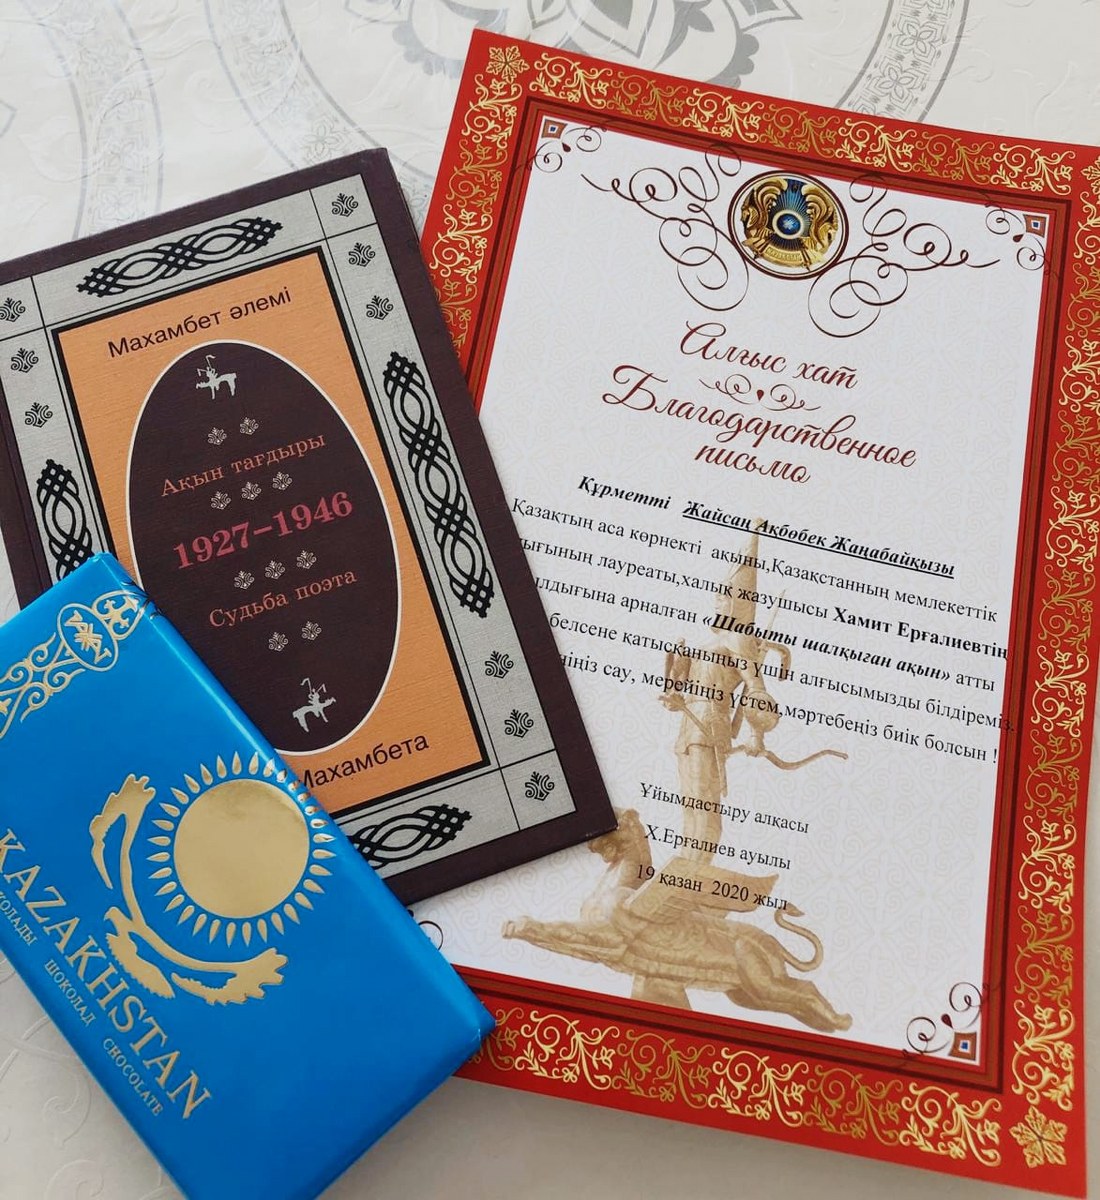 Махамбет әлемі
Ақын тағдыры
1927–1946
Судьба поэта
Махамбета
KAZAKHSTAN
ШОКОЛАД
CHOCOLATE
Алғыс хат
Благодарственное
письмо
Құрметті Жайсаң Ақбөбек Жаңабайқызы
Қазақтың аса көрнекті ақыны,Қазақстанның мемлекеттік
лауреаты,халық жазушысы Хамит Ерғалиевтің
арналған «Шабыты шалқыған ақын» атты
белсене қатысқаныңыз үшін алғысымызды білдіреміз.
сау, мерейіңіз үстем,мәртебеңіз биік болсын !
Ұйымдастыру алқасы
Х.Ерғалиев ауылы
19 қазан 2020 жыл